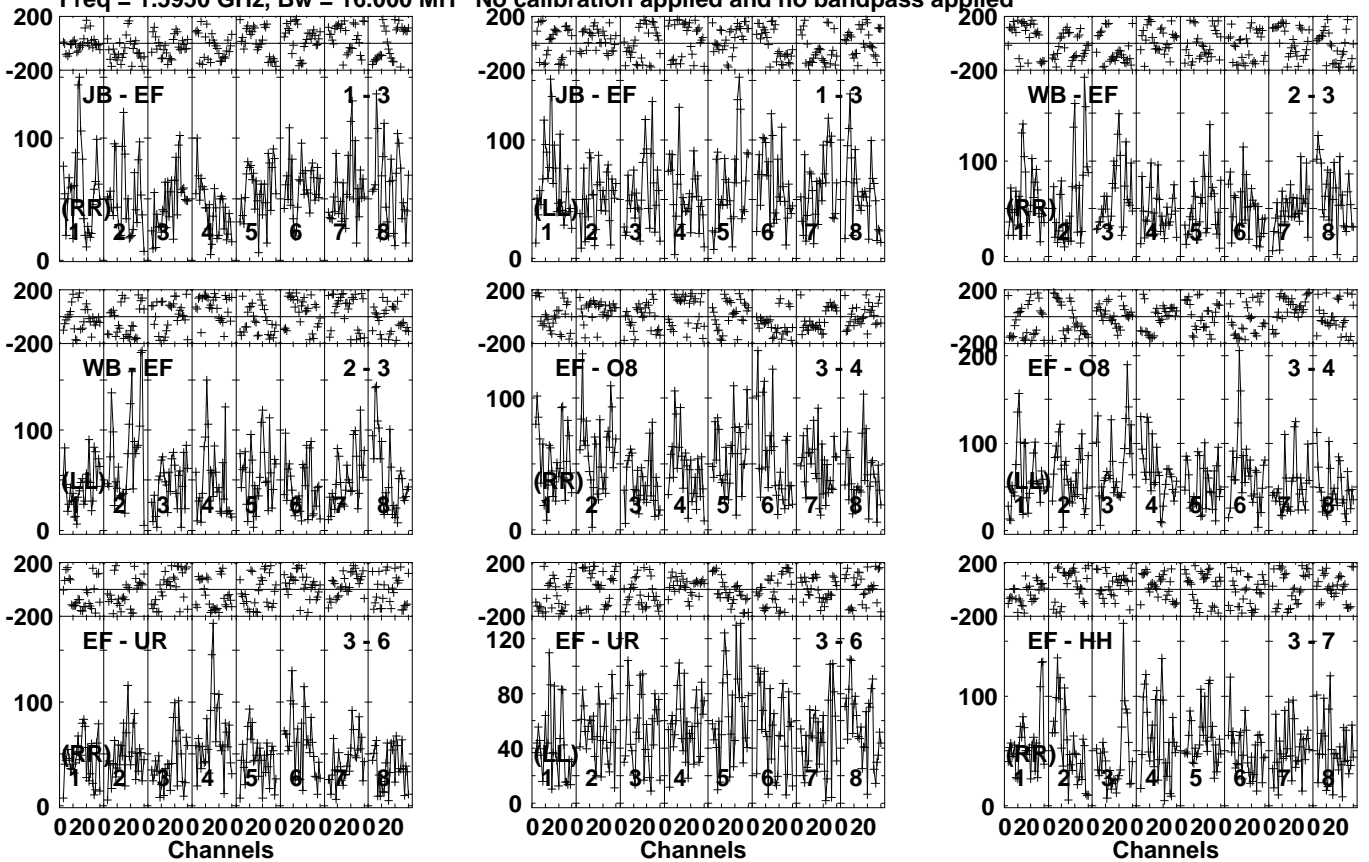 Freq = 1.5950 GHz, Bw = 16.000 MH No calibration applied and no bandpass applied
200
-200
JB - EF 1 - 3
100
(RR)
1 2 3 4 5 6 7 8
0
200
-200
JB - EF 1 - 3
100
(LL)
1 2 3 4 5 6 7 8
0
200
-200
WB - EF 2 - 3
100
(RR)
1 2 3 4 5 6 7 8
0
200
-200
WB - EF 2 - 3
100
(LL)
1 2 3 4 5 6 7 8
0
200
-200
EF - O8 3 - 4
100
(RR)
1 2 3 4 5 6 7 8
0
200
-200
200
EF - O8 3 - 4
100
(LL)
1 2 3 4 5 6 7 8
0
200
-200
EF - UR 3 - 6
100
(RR)
1 2 3 4 5 6 7 8
0
0 20 0 20 0 20 0 20 0 20 0 20 0 20 0 20
Channels
200
-200
120
EF - UR 3 - 6
80
40
(LL)
1 2 3 4 5 6 7 8
0
0 20 0 20 0 20 0 20 0 20 0 20 0 20 0 20
Channels
200
-200
EF - HH 3 - 7
100
(RR)
1 2 3 4 5 6 7 8
0
0 20 0 20 0 20 0 20 0 20 0 20 0 20 0 20
Channels